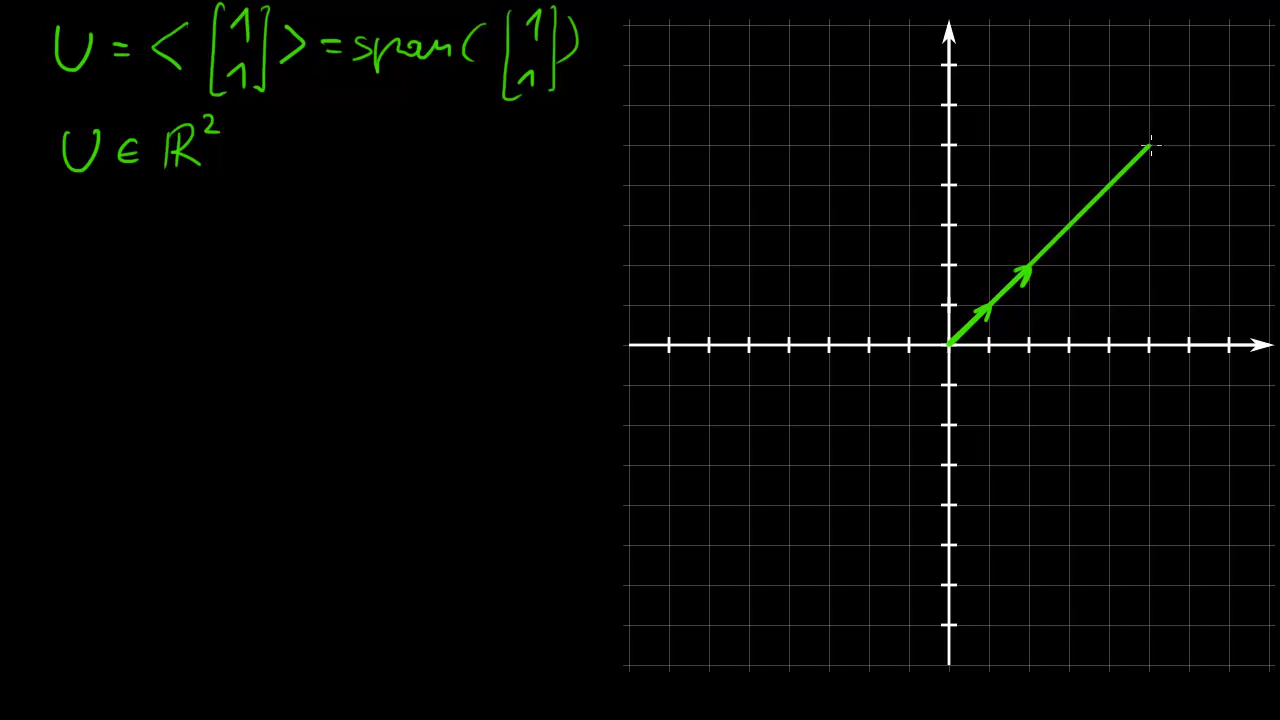 U = < [1 1] > = span( [1 1] )
U ∈ ℝ²